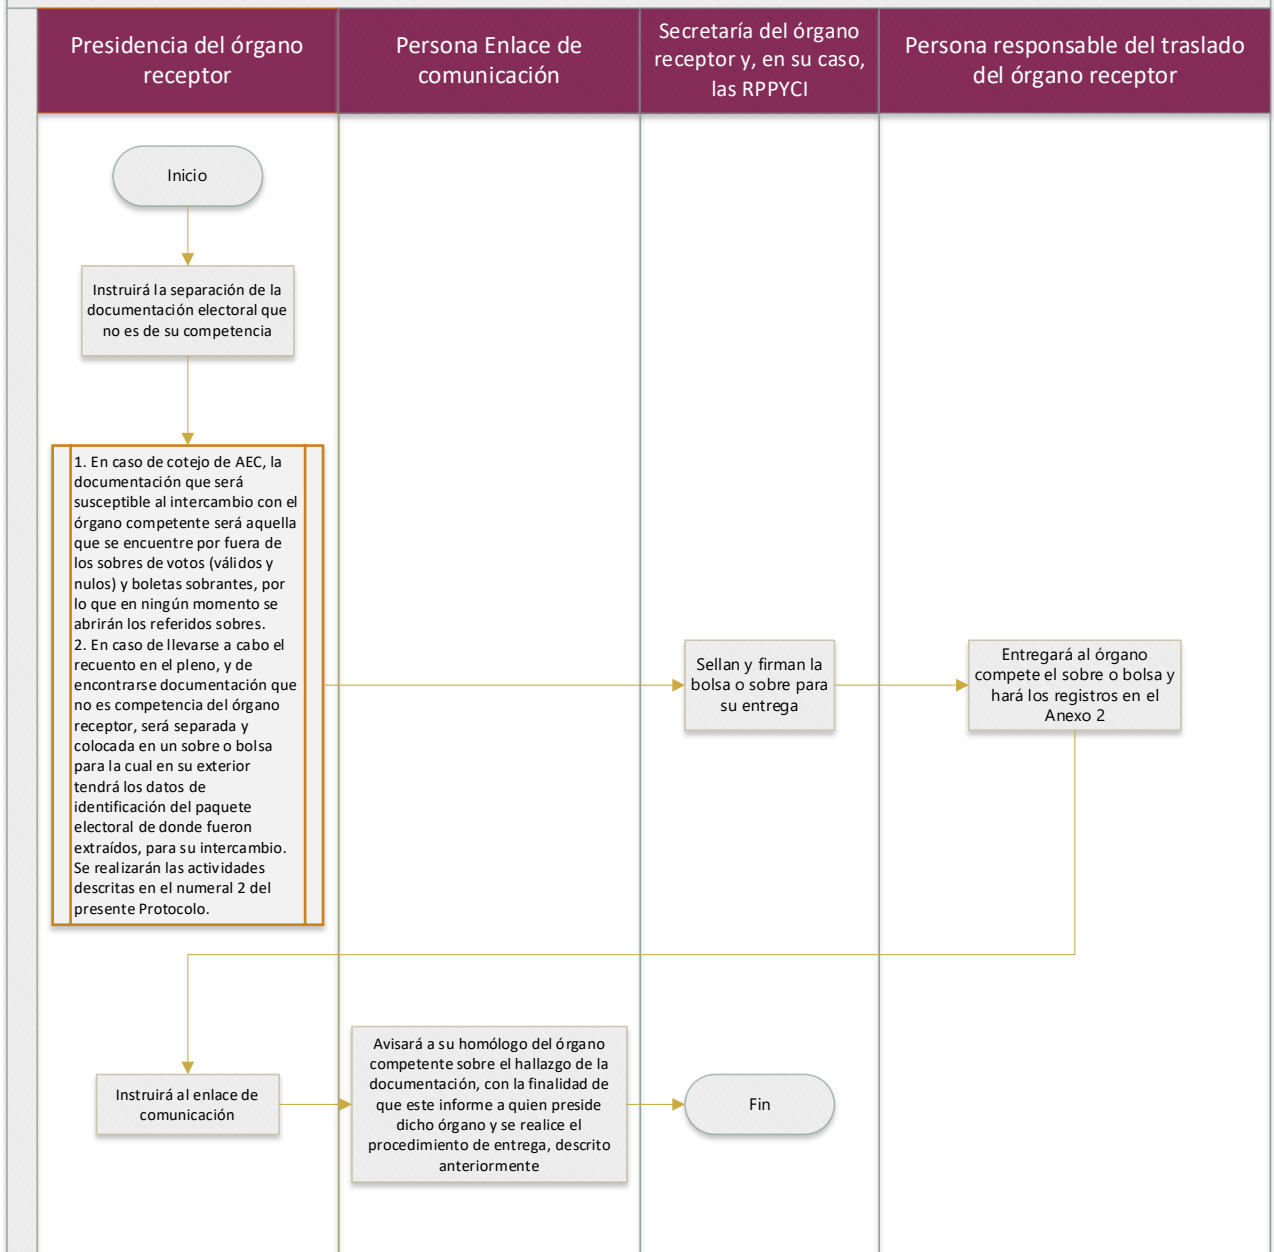 Presidencia del órgano
receptor
Persona Enlace de
comunicación
Secretaría del órgano
receptor y, en su caso,
las RPPYCI
Persona responsable del traslado
del órgano receptor
Inicio
Instruirá la separación de la
documentación electoral que
no es de su competencia
1. En caso de cotejo de AEC, la
documentación que será
susceptible al intercambio con el
órgano competente será aquella
que se encuentre por fuera de
los sobres de votos (válidos y
nulos) y boletas sobrantes, por
lo que en ningún momento se
abrirán los referidos sobres.
2. En caso de llevarse a cabo el
recuento en el pleno, y de
encontrarse documentación que
no es competencia del órgano
receptor, será separada y
colocada en un sobre o bolsa
para la cual en su exterior
tendrá los datos de
identificación del paquete
electoral de donde fueron
extraídos, para su intercambio.
Se realizarán las actividades
descritas en el numeral 2 del
presente Protocolo.
Sellan y firman la
bolsa o sobre para
su entrega
Entregará al órgano
compete el sobre o bolsa y
hará los registros en el
Anexo 2
Instruirá al enlace de
comunicación
Avisará a su homólogo del órgano
competente sobre el hallazgo de la
documentación, con la finalidad de
que este informe a quien preside
dicho órgano y se realice el
procedimiento de entrega, descrito
anteriormente
Fin